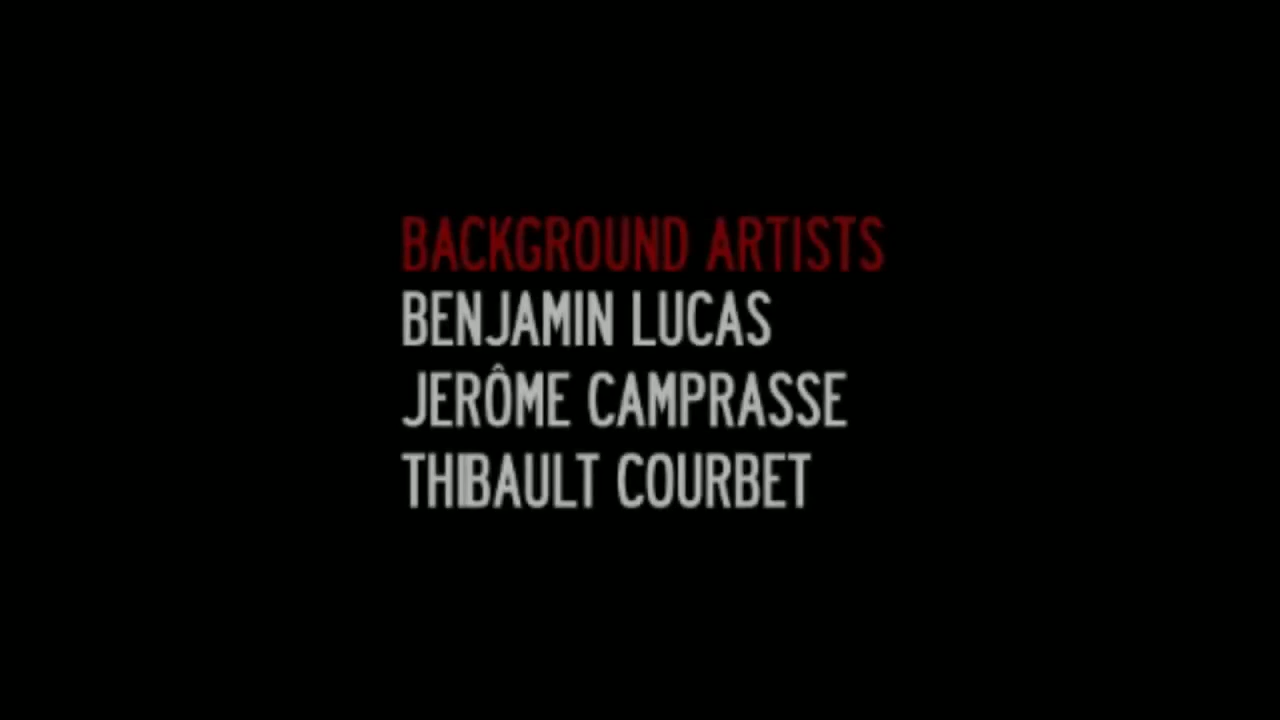 BACKGROUND ARTISTS
BENJAMIN LUCAS
JERÔME CAMPRASSE
THIBAULT COURBET